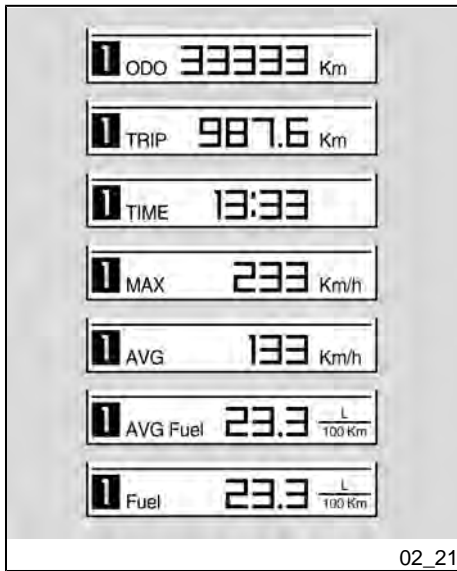 1 ODO 33333 Km
1 TRIP 987.6 Km
1 TIME 13:33
1 MAX 233 Km/h
1 AVG 133 Km/h
1 AVG Fuel 23.3 L/100 Km
1 Fuel 23.3 L/100 Km
02_21